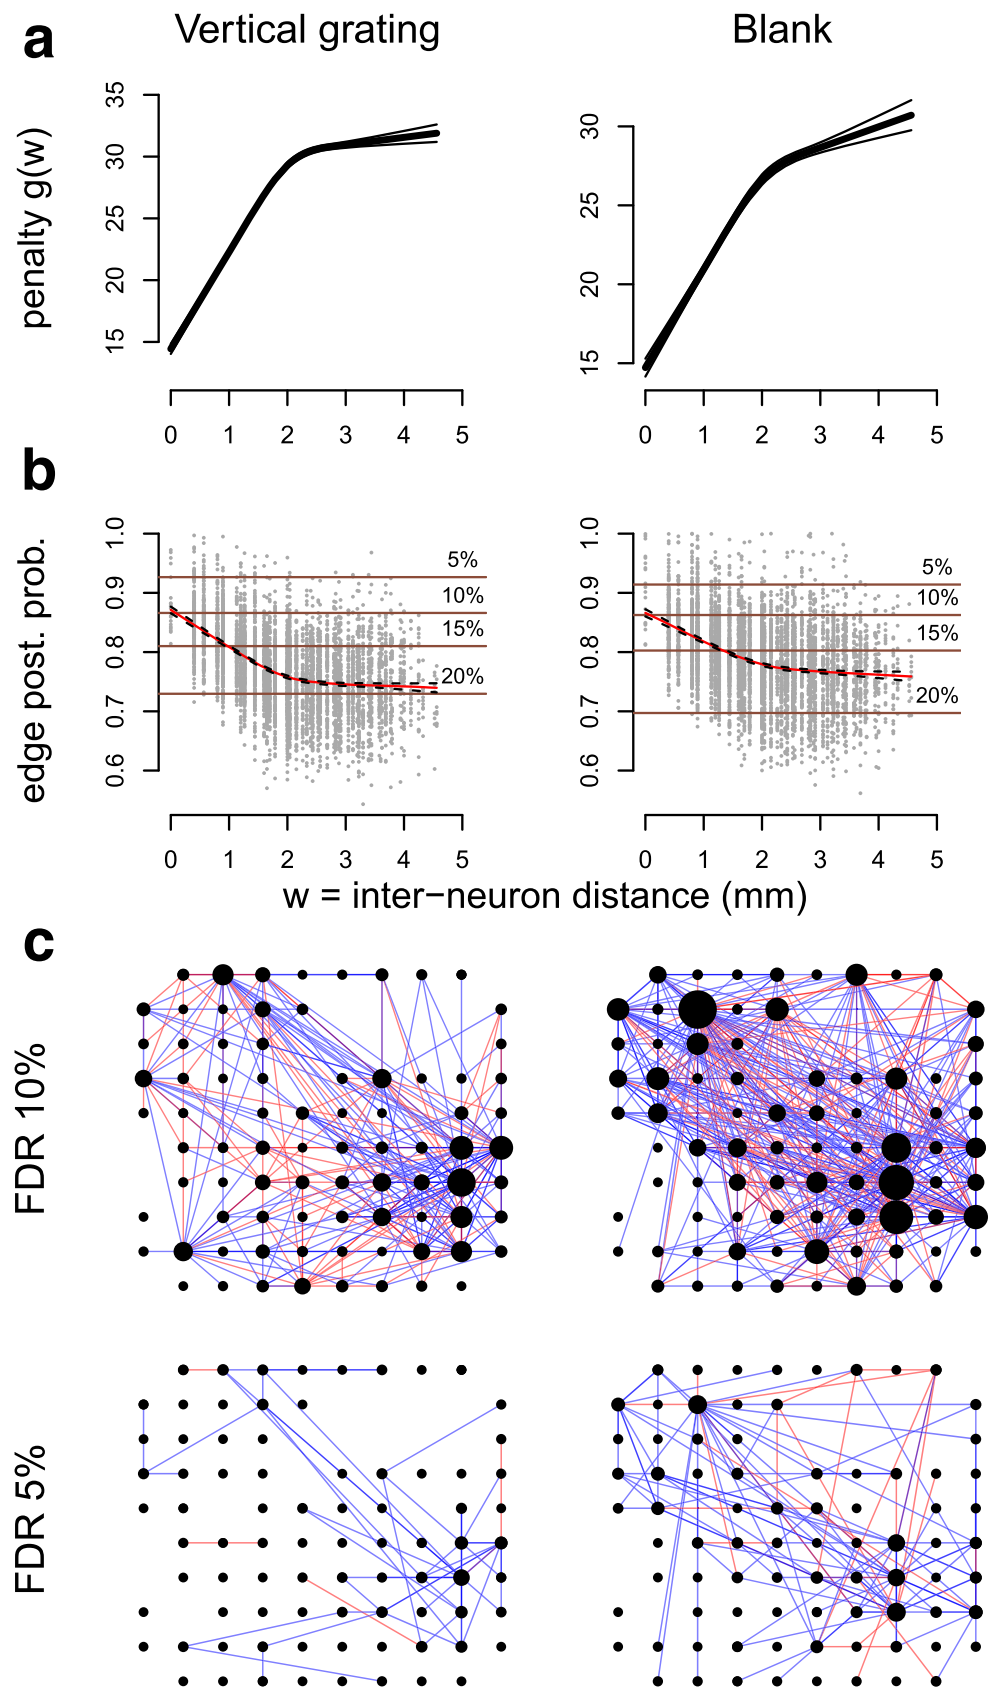 a
Vertical grating
Blank
penalty g(w)
35
30
25
20
15
0 1 2 3 4 5
30
25
20
15
0 1 2 3 4 5
b
edge post. prob.
1.0
0.9
0.8
0.7
0.6
5%
10%
15%
20%
0 1 2 3 4 5
1.0
0.9
0.8
0.7
0.6
5%
10%
15%
20%
0 1 2 3 4 5
w = inter−neuron distance (mm)
c
FDR 10%
FDR 5%